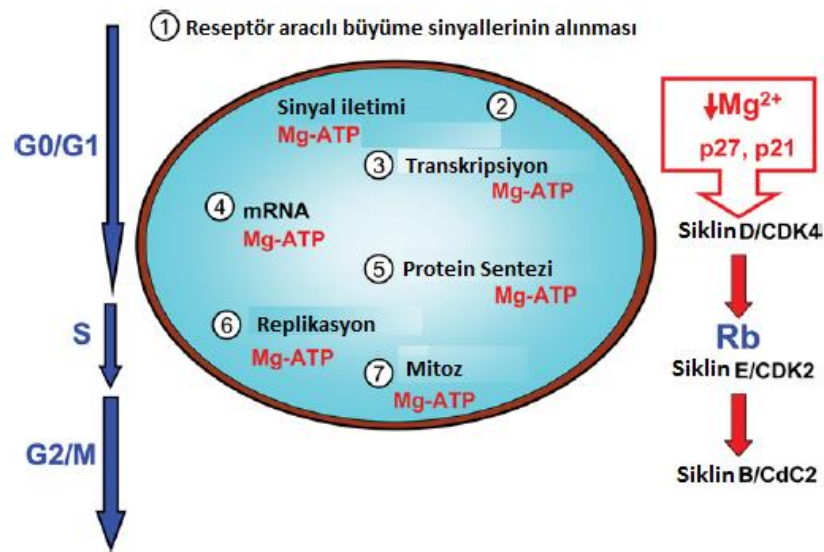 ① Reseptör aracılı büyüme sinyallerinin alınması
G0/G1
S
G2/M
Sinyal iletimi ②
Mg-ATP
③ Transkripsiyon
Mg-ATP
④ mRNA
Mg-ATP
⑤ Protein Sentezi
Mg-ATP
⑥ Replikasyon
Mg-ATP
⑦ Mitoz
Mg-ATP
↓Mg²⁺
p27, p21
Siklin D/CDK4
Rb
Siklin E/CDK2
Siklin B/CdC2